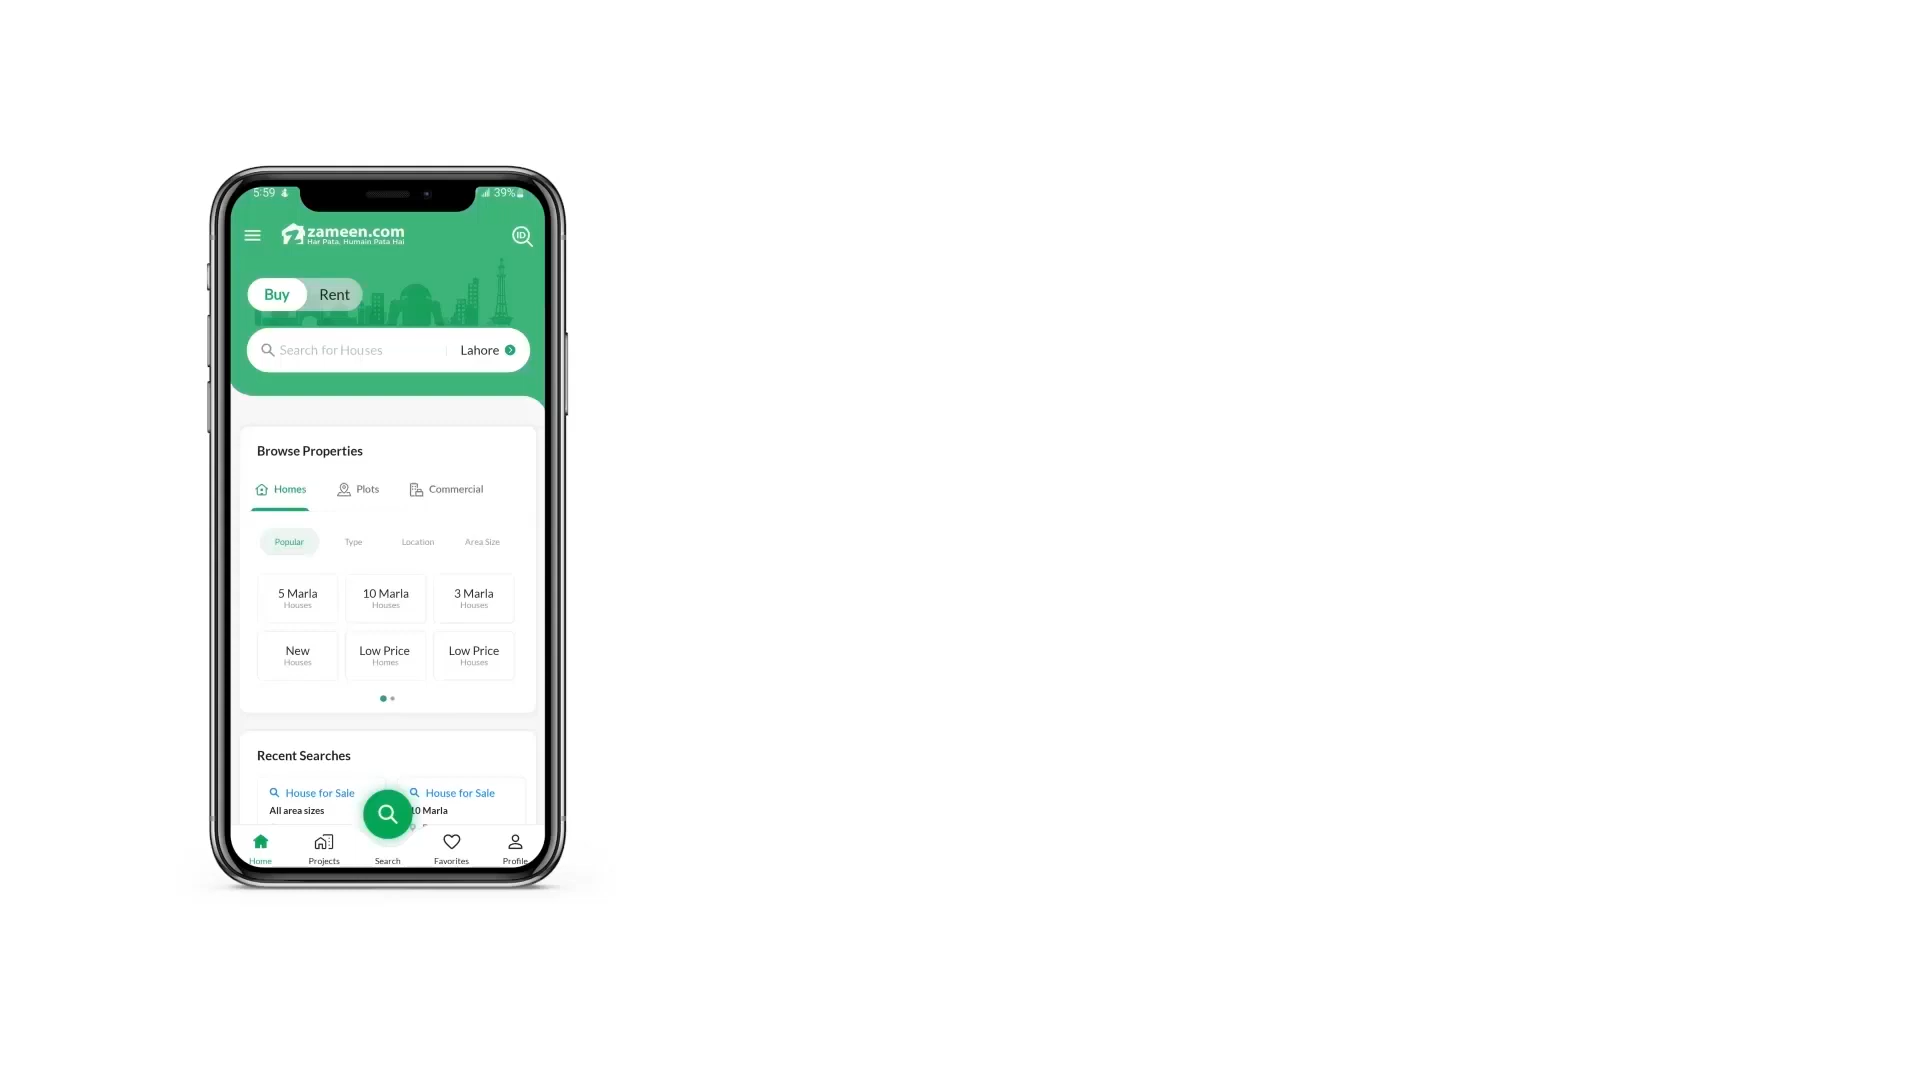 5:59
39%
zameen.com
Har Pata, Humain Pata Hai
ID
Buy Rent
Search for Houses
Lahore
Browse Properties
Homes Plots Commercial
Popular Type Location Area Size
5 Marla
Houses
10 Marla
Houses
3 Marla
Houses
New
Houses
Low Price
Homes
Low Price
Houses
Recent Searches
House for Sale
All area sizes
House for Sale
10 Marla
Home Projects Search Favorites Profile